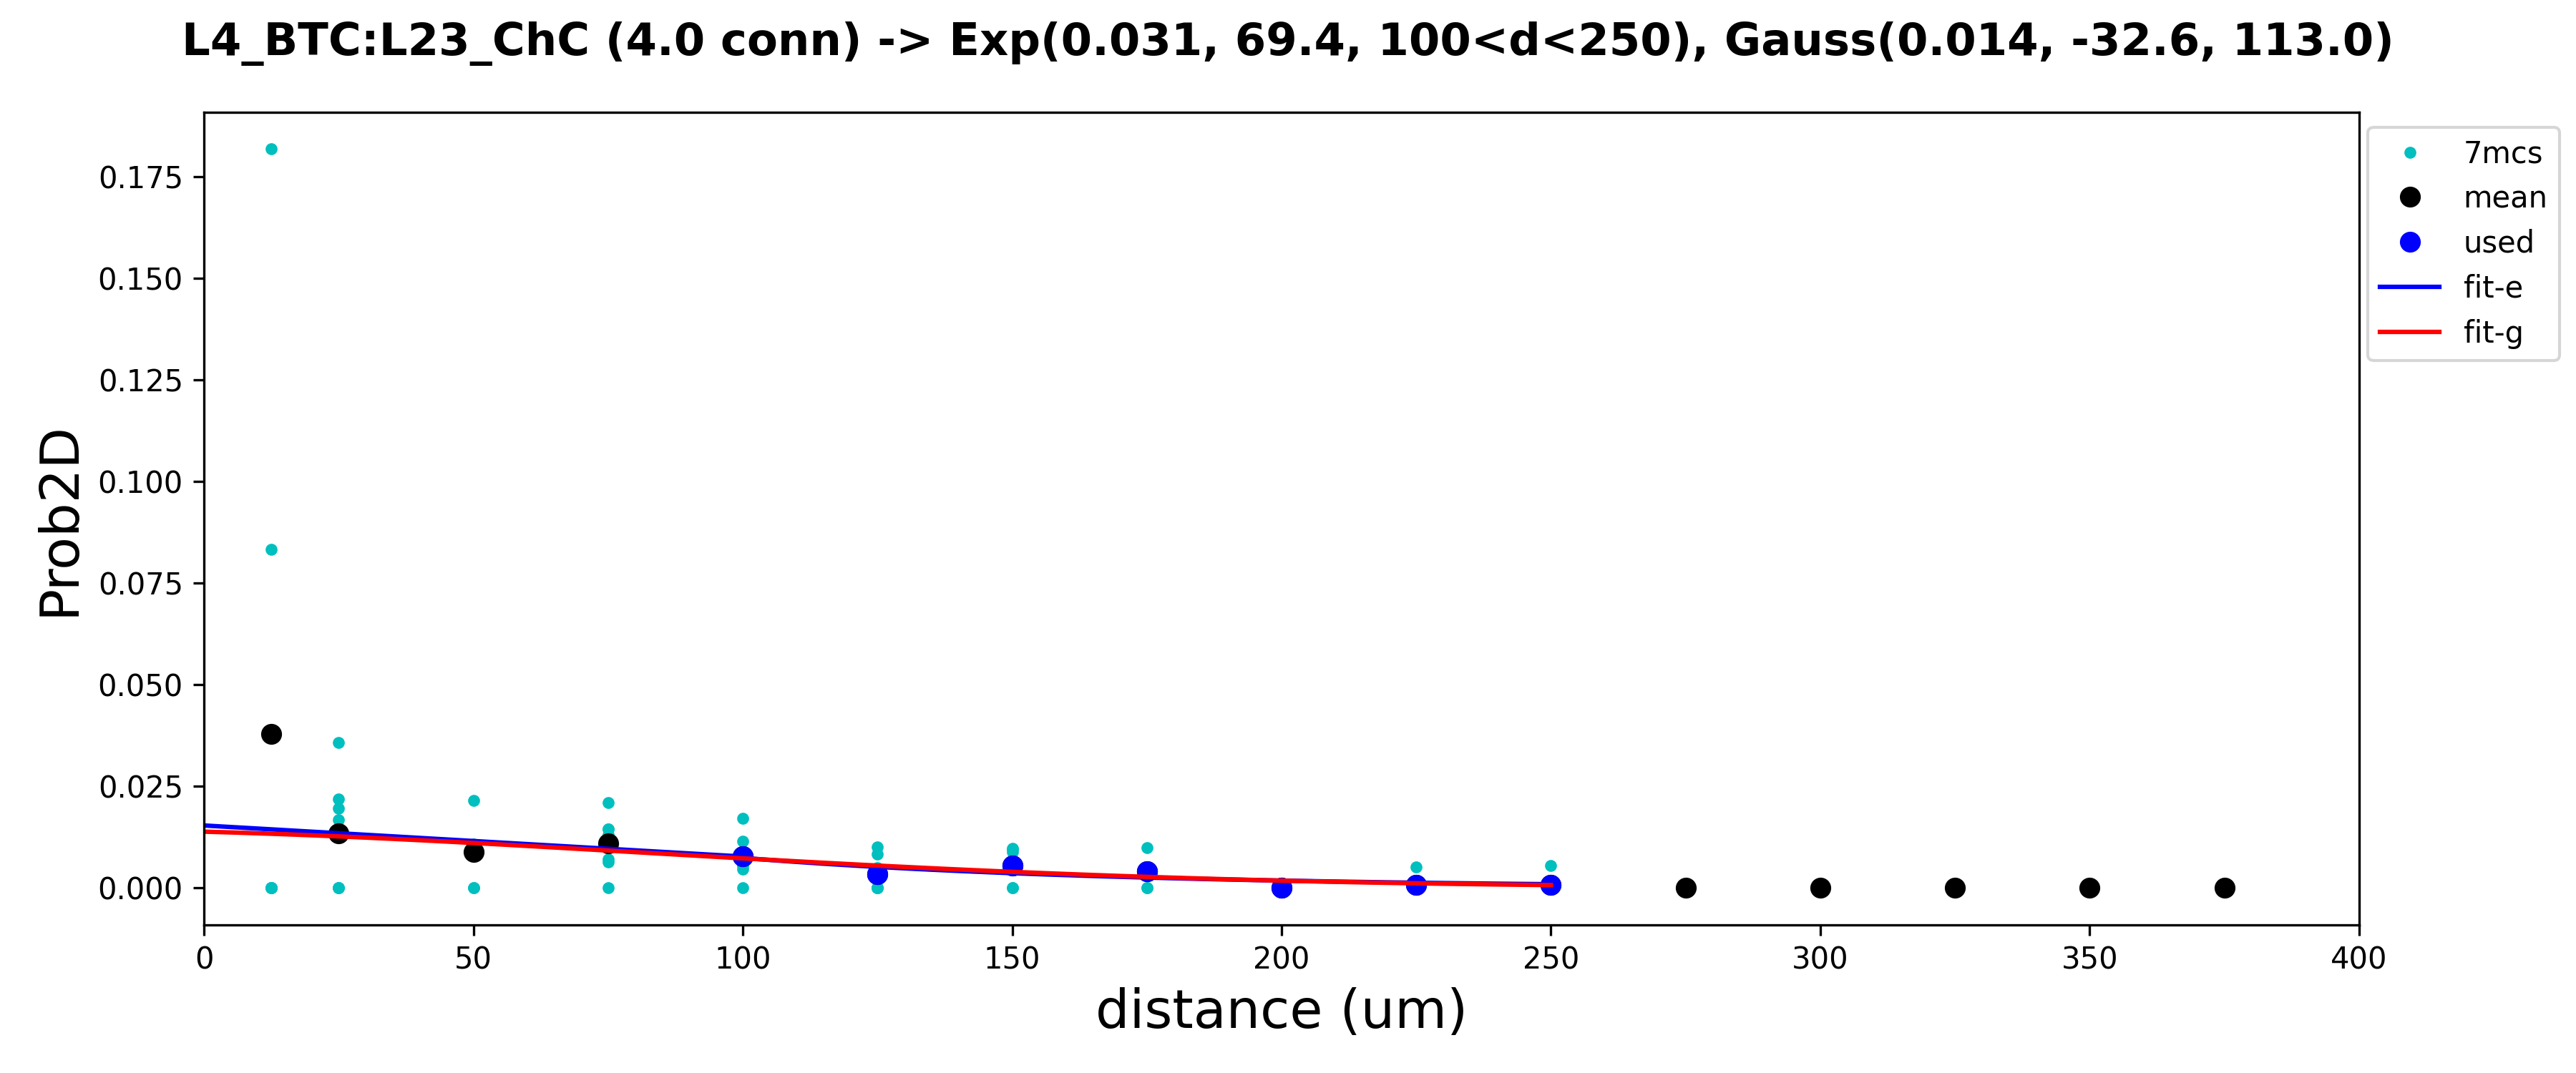 L4_BTC:L23_ChC (4.0 conn) -> Exp(0.031, 69.4, 100<d<250), Gauss(0.014, -32.6, 113.0)
7mcs
mean
used
fit-e
fit-g
Prob2D
0.175
0.150
0.125
0.100
0.075
0.050
0.025
0.000
0 50 100 150 200 250 300 350 400
distance (um)